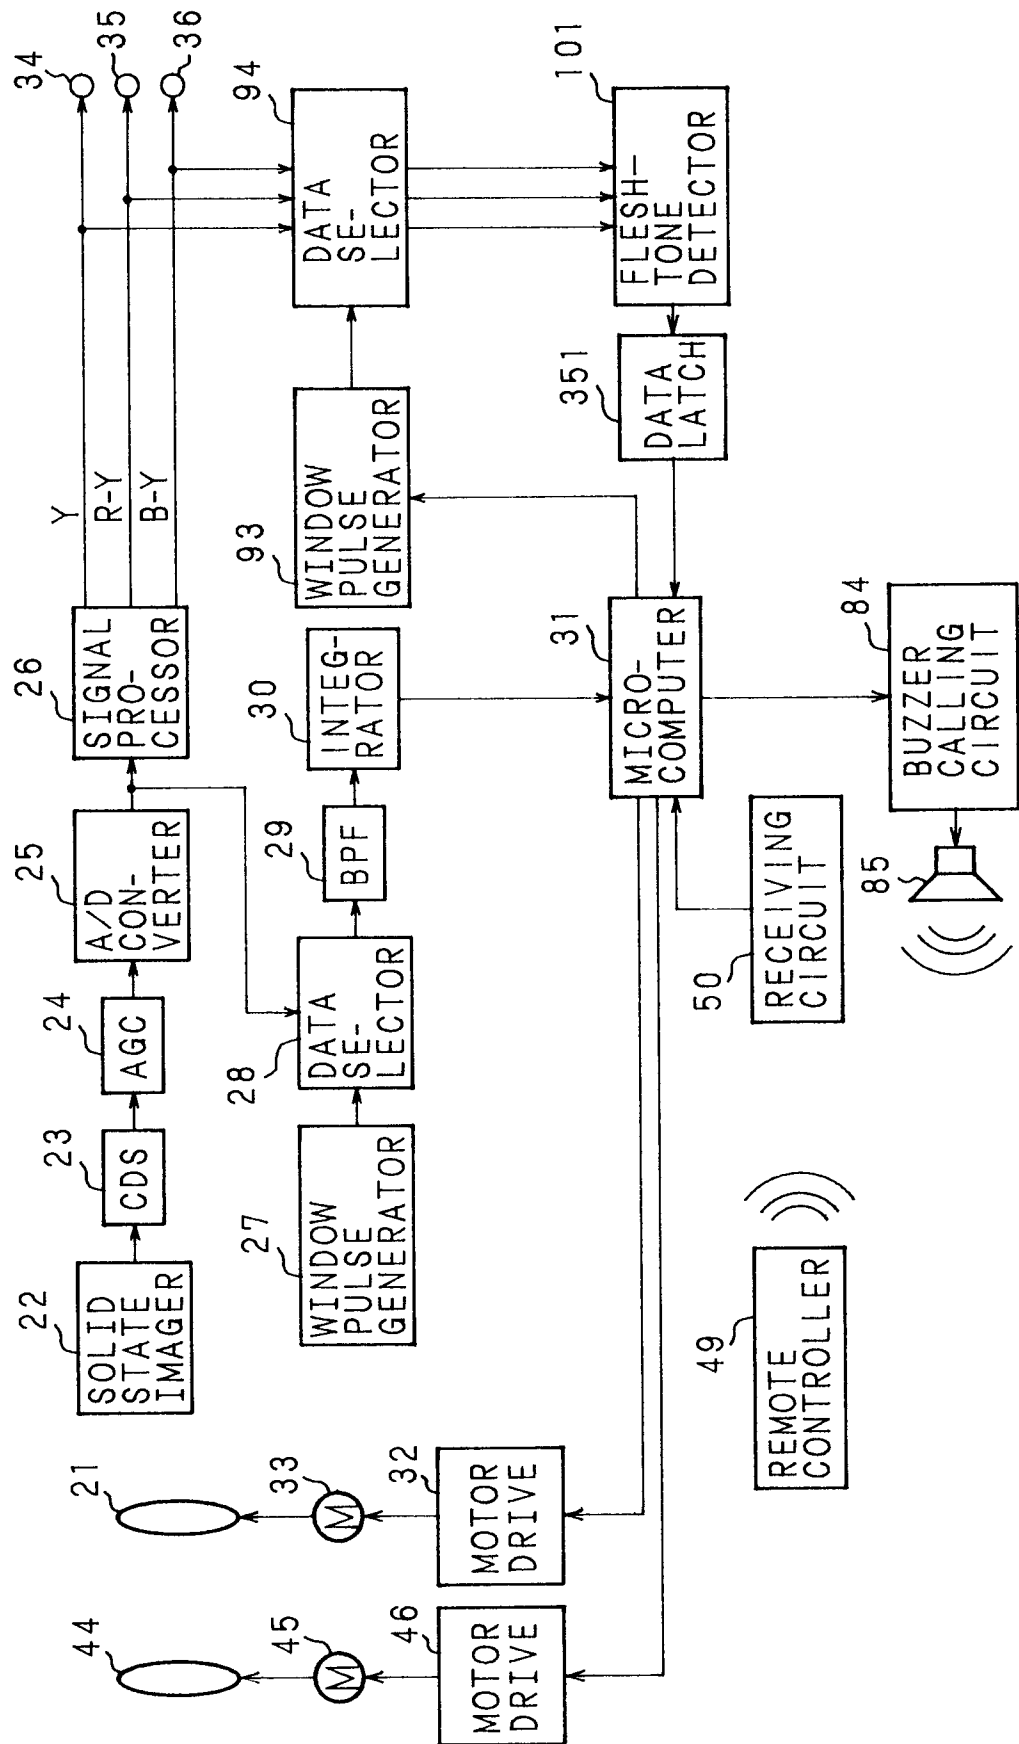 44
21
22
SOLID
STATE
IMAGER
23
CDS
24
AGC
25
A/D
CON-
VERTER
26
SIGNAL
PRO-
CESSOR
Y
R-Y
B-Y
34
35
36
45
M
33
M
27
WINDOW
PULSE
GENERATOR
28
DATA
SE-
LECTOR
29
BPF
30
INTEG-
RATOR
93
WINDOW
PULSE
GENERATOR
94
DATA
SE-
LECTOR
46
MOTOR
DRIVE
32
MOTOR
DRIVE
31
MICRO-
COMPUTER
351
DATA
LATCH
101
FLESH-
TONE
DETECTOR
49
REMOTE
CONTROLLER
50
RECEIVING
CIRCUIT
85
84
BUZZER
CALLING
CIRCUIT